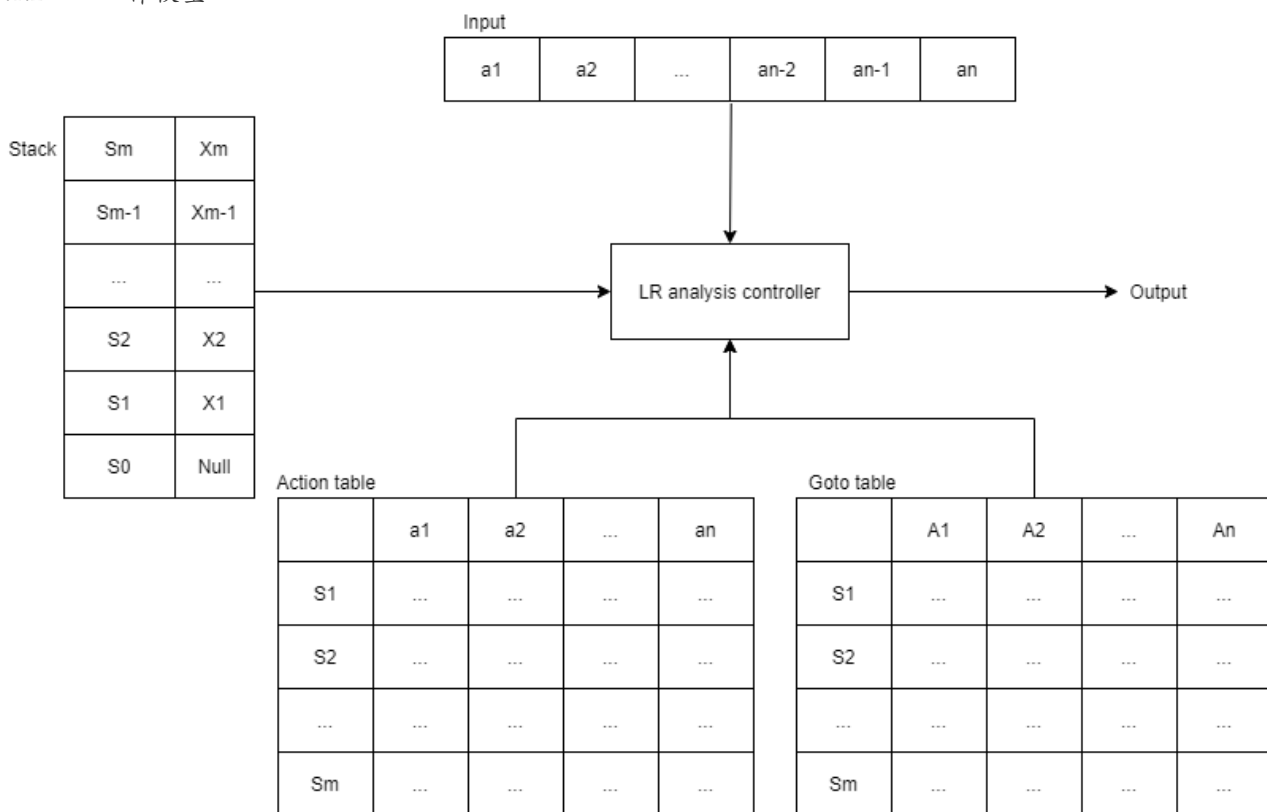 Input
a1 a2 ... an-2 an-1 an
Stack
Sm Xm
Sm-1 Xm-1
... ...
S2 X2
S1 X1
S0 Null
LR analysis controller
Output
Action table
a1 a2 ... an
S1 ... ... ... ...
S2 ... ... ... ...
... ... ... ... ...
Sm ... ... ... ...
Goto table
A1 A2 ... An
S1 ... ... ... ...
S2 ... ... ... ...
... ... ... ... ...
Sm ... ... ... ...